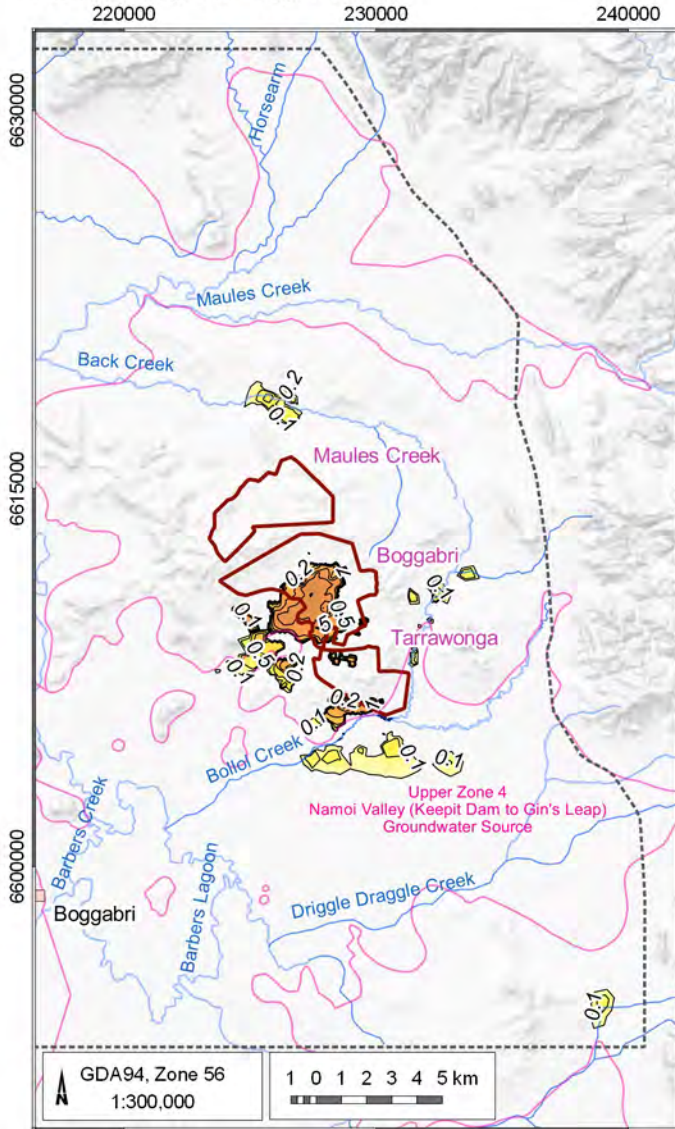 220000
230000
240000
6630000
Horsearm
Maules Creek
Back Creek
0.2
0.1
6615000
Maules Creek
Boggabri
0.2
0.1
0.1
0.5
5
Tarrawonga
0.5
0.2
0.1
0.2
1
0.1
Bollol Creek
0.1
0.1
Upper Zone 4
Namoi Valley (Keepit Dam to Gin's Leap)
Groundwater Source
6600000
Barbers Creek
Boggabri
Barbers Lagoon
Driggle Draggle Creek
0.1
GDA94, Zone 56
1:300,000
N
1 0 1 2 3 4 5 km